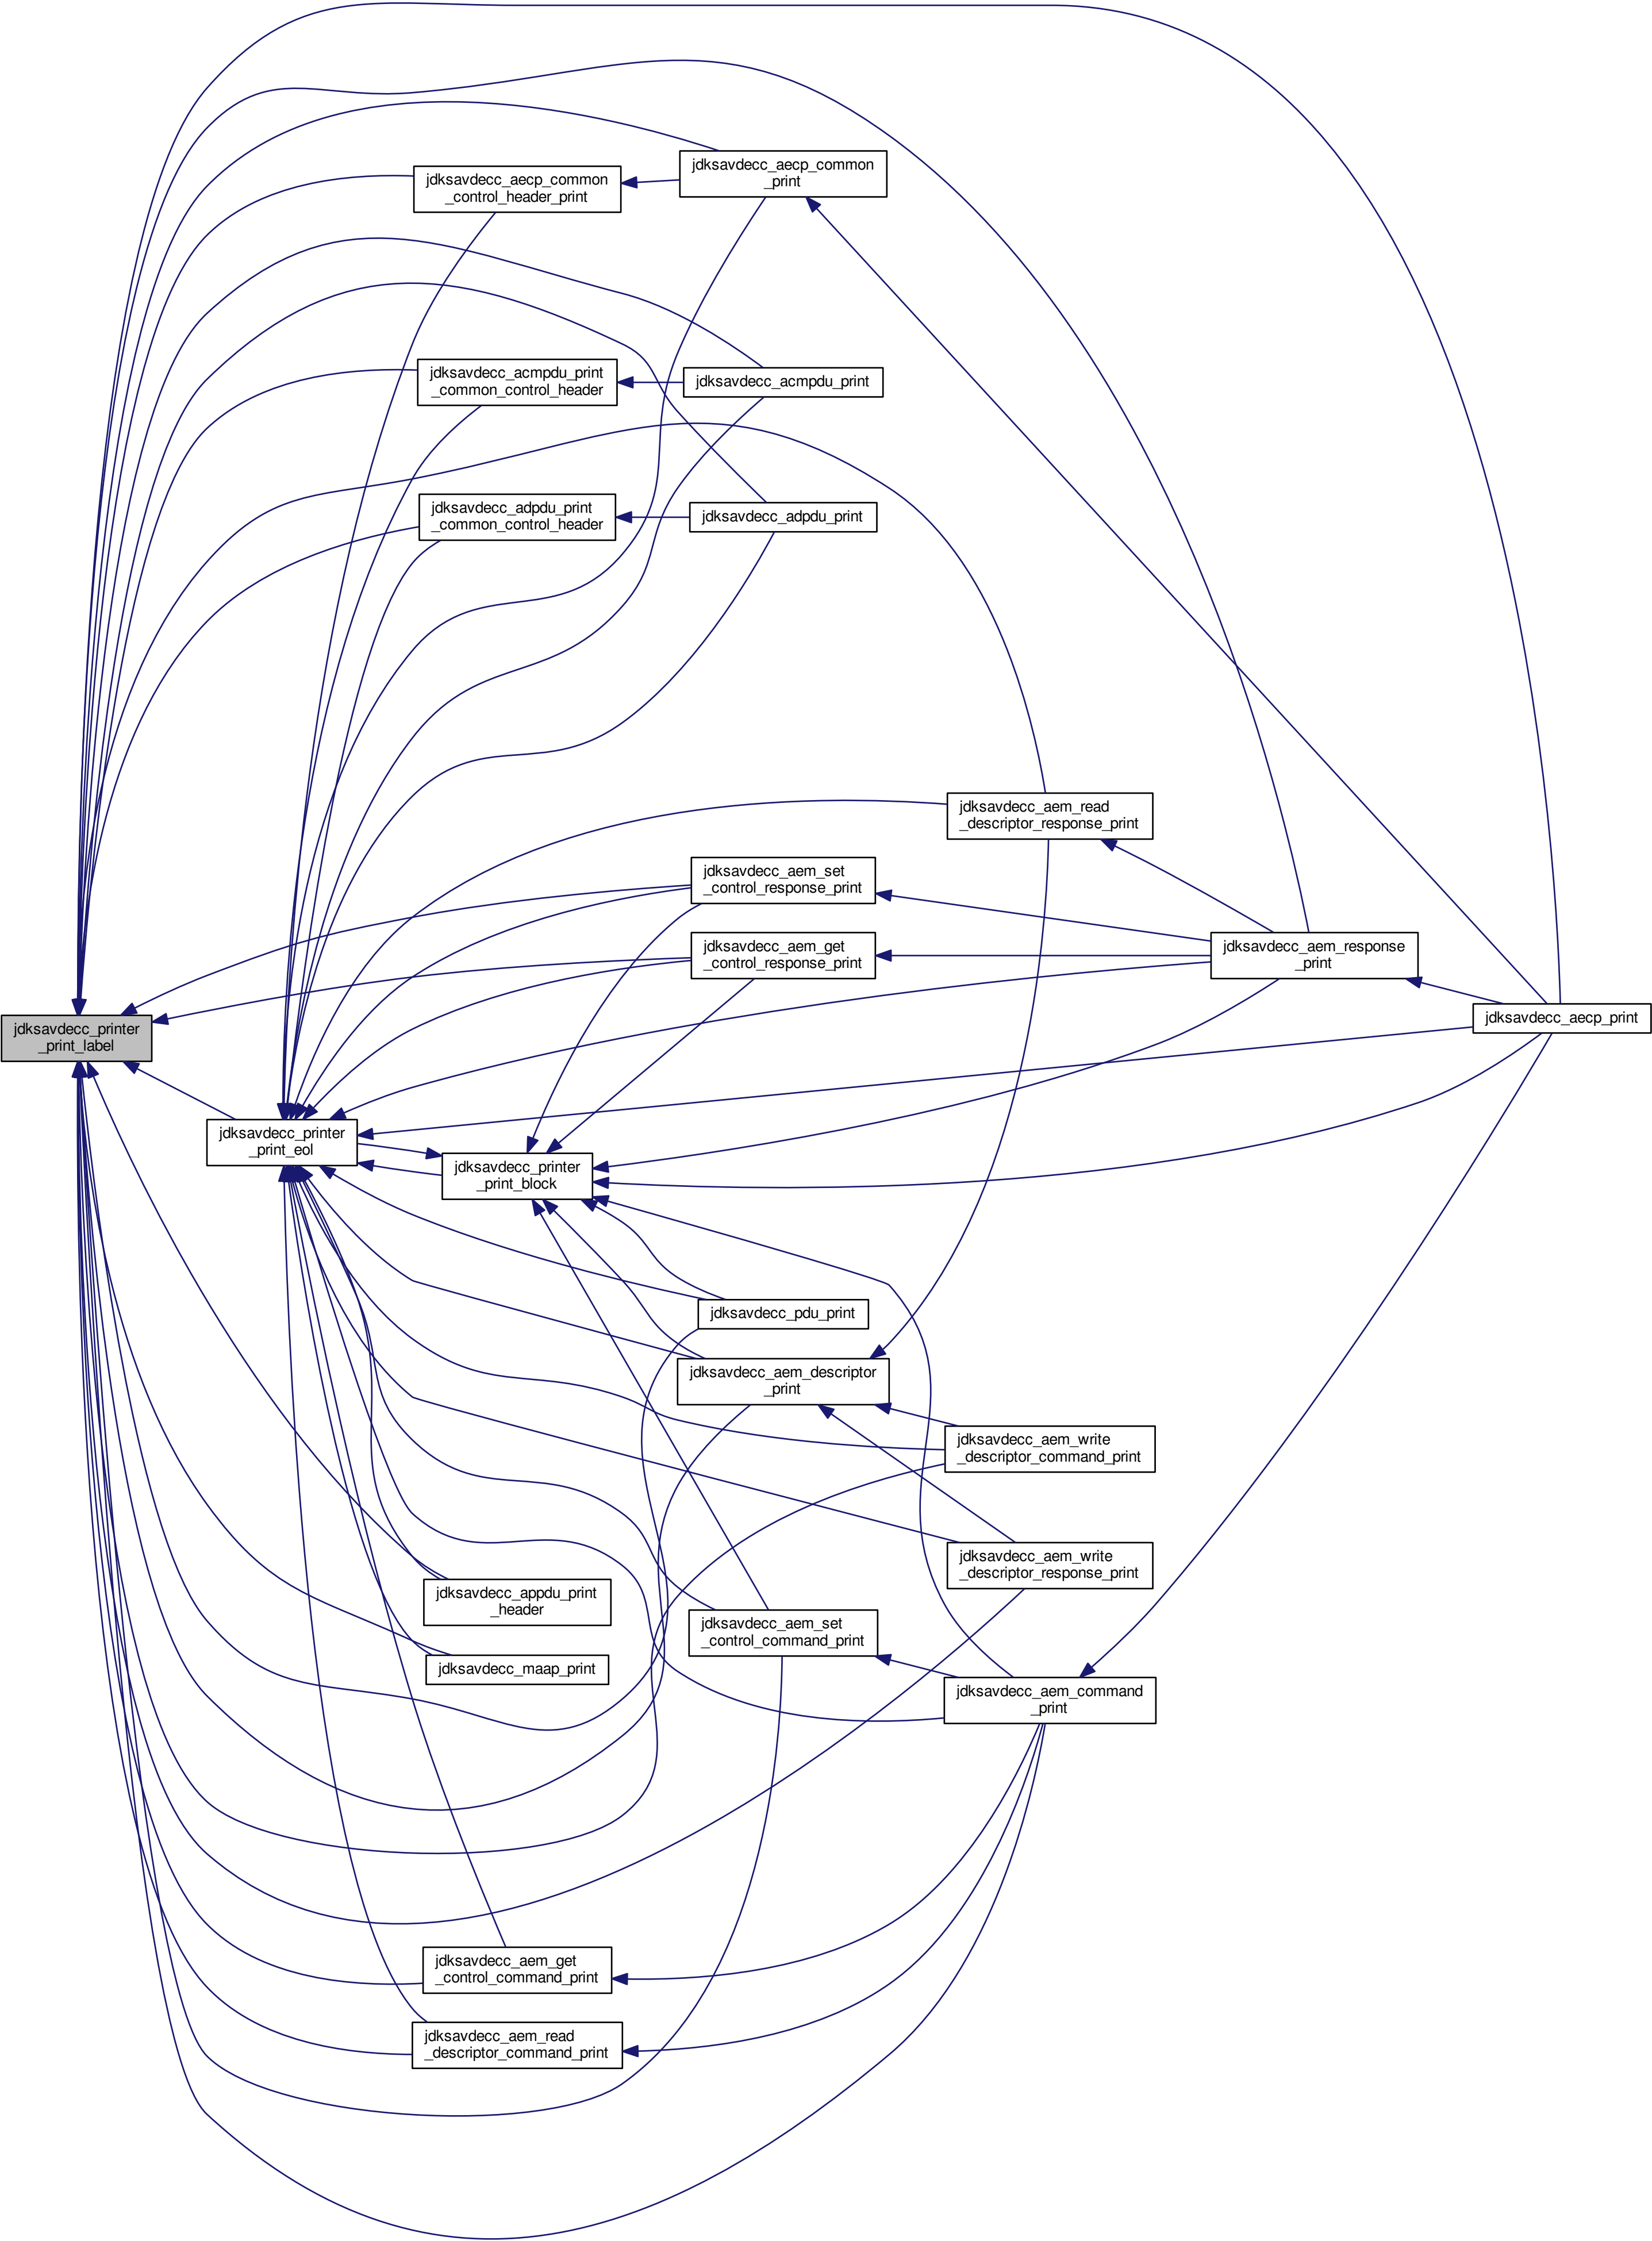 jdksavdecc_aecp_common
_print
jdksavdecc_aecp_common
_control_header_print
jdksavdecc_acmpdu_print
_common_control_header
jdksavdecc_acmpdu_print
jdksavdecc_adpdu_print
_common_control_header
jdksavdecc_adpdu_print
jdksavdecc_aem_read
_descriptor_response_print
jdksavdecc_aem_set
_control_response_print
jdksavdecc_aem_get
_control_response_print
jdksavdecc_aem_response
_print
jdksavdecc_aecp_print
jdksavdecc_printer
_print_label
jdksavdecc_printer
_print_eol
jdksavdecc_printer
_print_block
jdksavdecc_pdu_print
jdksavdecc_aem_descriptor
_print
jdksavdecc_aem_write
_descriptor_command_print
jdksavdecc_aem_write
_descriptor_response_print
jdksavdecc_appdu_print
_header
jdksavdecc_aem_set
_control_command_print
jdksavdecc_maap_print
jdksavdecc_aem_command
_print
jdksavdecc_aem_get
_control_command_print
jdksavdecc_aem_read
_descriptor_command_print